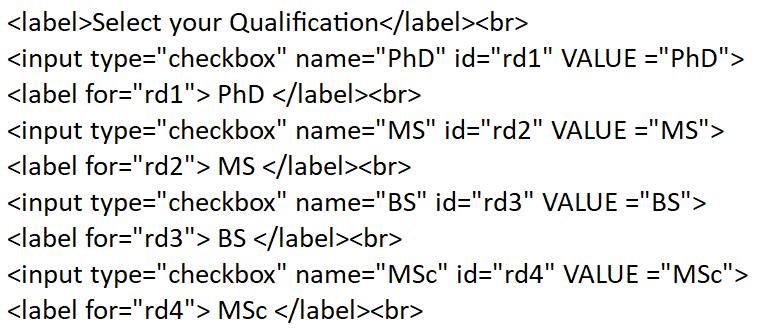 <label>Select your Qualification</label><br>
<input type="checkbox" name="PhD" id="rd1" VALUE ="PhD">
<label for="rd1"> PhD </label><br>
<input type="checkbox" name="MS" id="rd2" VALUE ="MS">
<label for="rd2"> MS </label><br>
<input type="checkbox" name="BS" id="rd3" VALUE ="BS">
<label for="rd3"> BS </label><br>
<input type="checkbox" name="MSc" id="rd4" VALUE ="MSc">
<label for="rd4"> MSc </label><br>